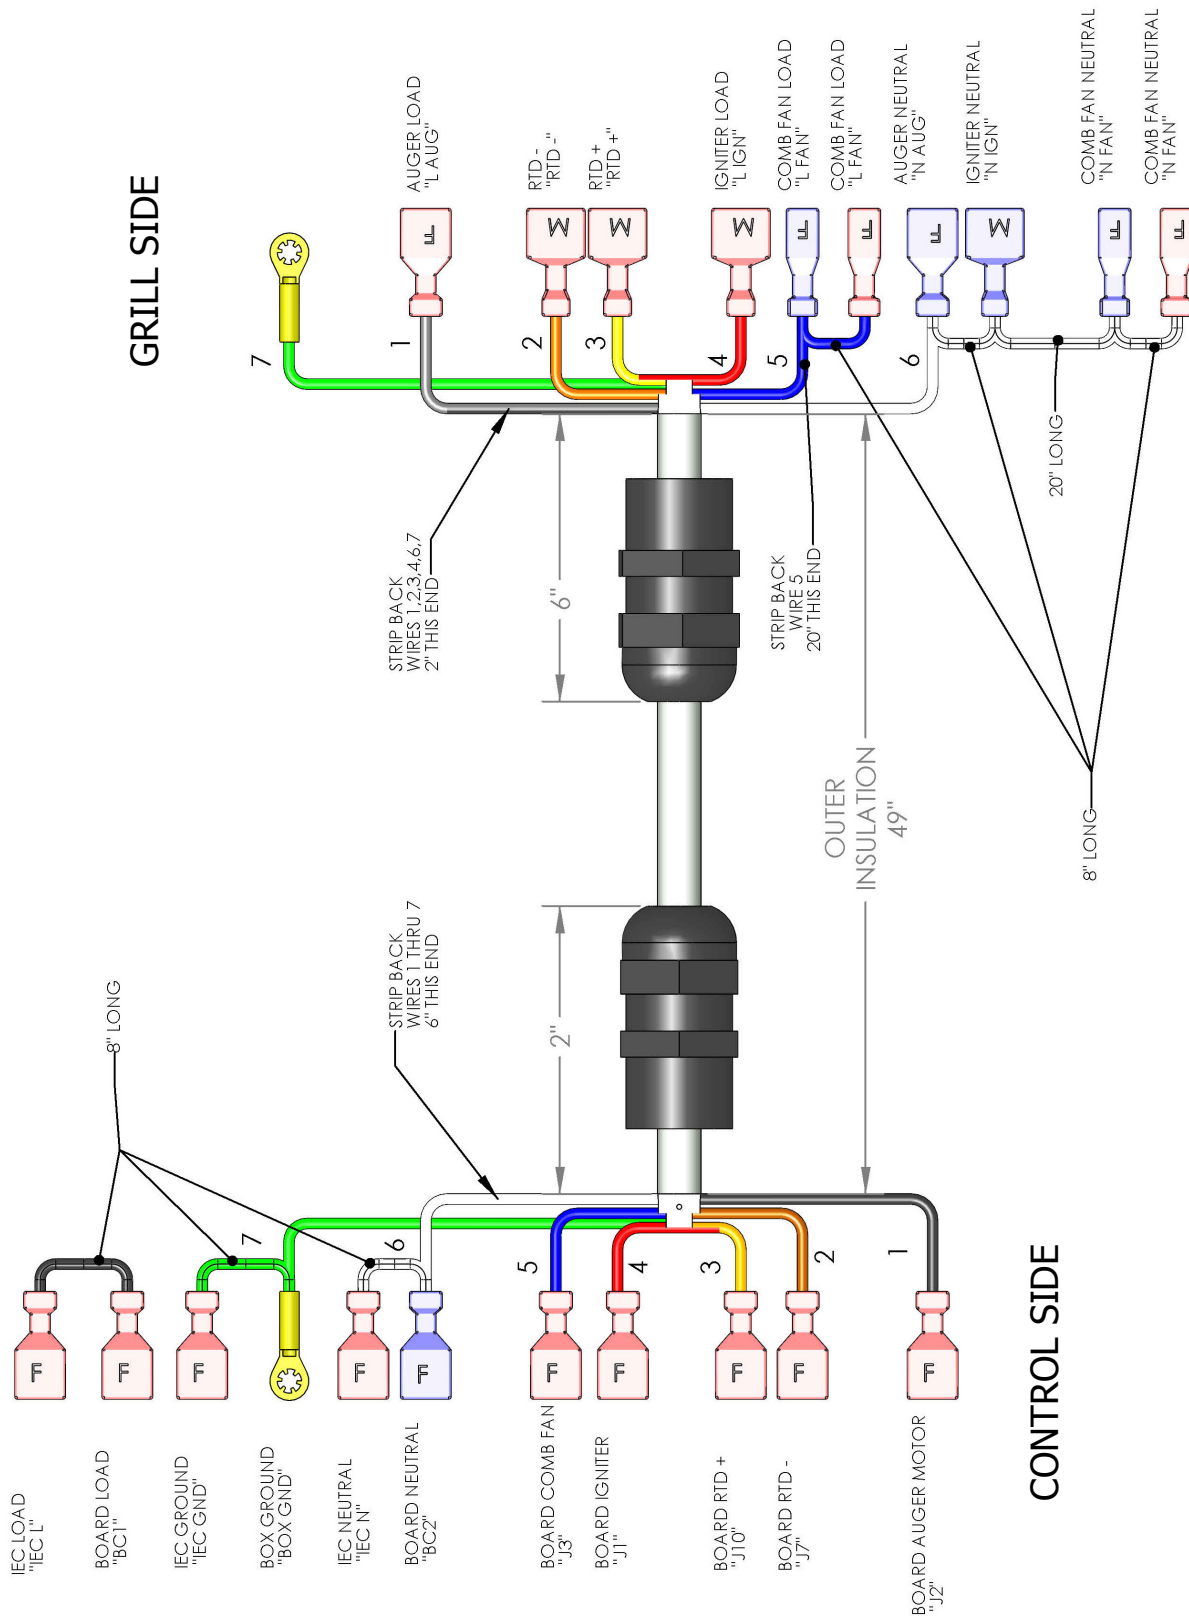 GRILL SIDE
7
1
AUGER LOAD
"L AUG"
2
RTD -
"RTD -"
3
RTD +
"RTD +"
4
IGNITER LOAD
"L IGN"
5
COMB FAN LOAD
"L FAN"
COMB FAN LOAD
"L FAN"
6
AUGER NEUTRAL
"N AUG"
IGNITER NEUTRAL
"N IGN"
COMB FAN NEUTRAL
"N FAN"
COMB FAN NEUTRAL
"N FAN"
F
M
M
M
F
F
F
M
F
F
STRIP BACK
WIRES 1,2,3,4,6,7
2" THIS END
6"
STRIP BACK
WIRE 5
20" THIS END
20" LONG
8" LONG
OUTER
INSULATION
49"
8" LONG
STRIP BACK
WIRES 1 THRU 7
6" THIS END
2"
7
6
5
4
3
2
1
F
F
F
F
F
F
F
F
F
F
IEC LOAD
"IEC L"
BOARD LOAD
"BC1"
IEC GROUND
"IEC GND"
BOX GROUND
"BOX GND"
IEC NEUTRAL
"IEC N"
BOARD NEUTRAL
"BC2"
BOARD COMB FAN
"J3"
BOARD IGNITER
"J1"
BOARD RTD +
"J10"
BOARD RTD -
"J7"
BOARD AUGER MOTOR
"J2"
CONTROL SIDE